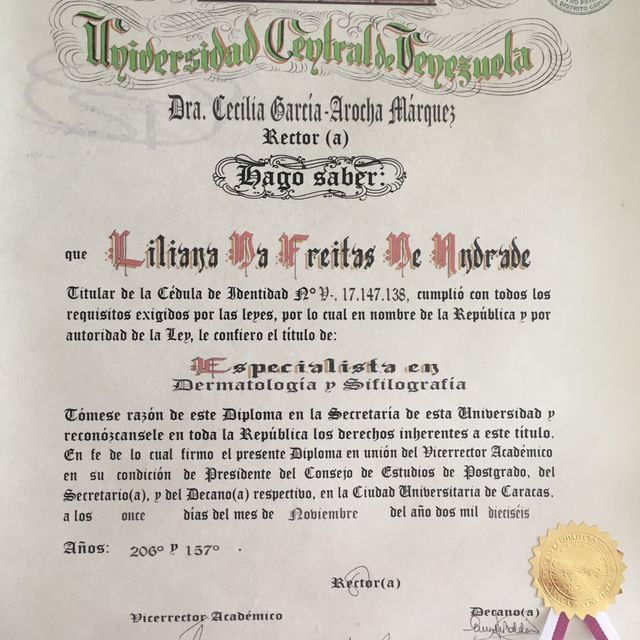 Universidad Central de Venezuela
Dra. Cecilia García-Arocha Márquez
Rector (a)
Hago saber:
que Liliana Da Freitas De Andrade
Titular de la Cédula de Identidad Nº V-. 17.147.138, cumplió con todos los
requisitos exigidos por las leyes, por lo cual en nombre de la República y por
autoridad de la Ley, le confiero el título de:
Especialista en
Dermatología y Sifilografía
Tómese razón de este Diploma en la Secretaría de esta Universidad y
reconózcansele en toda la República los derechos inherentes a este título.
En fe de lo cual firmo el presente Diploma en unión del Vicerrector Académico
en su condición de Presidente del Consejo de Estudios de Postgrado, del
Secretario(a), y del Decano(a) respectivo, en la Ciudad Universitaria de Caracas.
a los once días del mes de Noviembre del año dos mil dieciséis
Años: 206º y 157º .
Rector(a)
Vicerrector Académico
Decano(a)